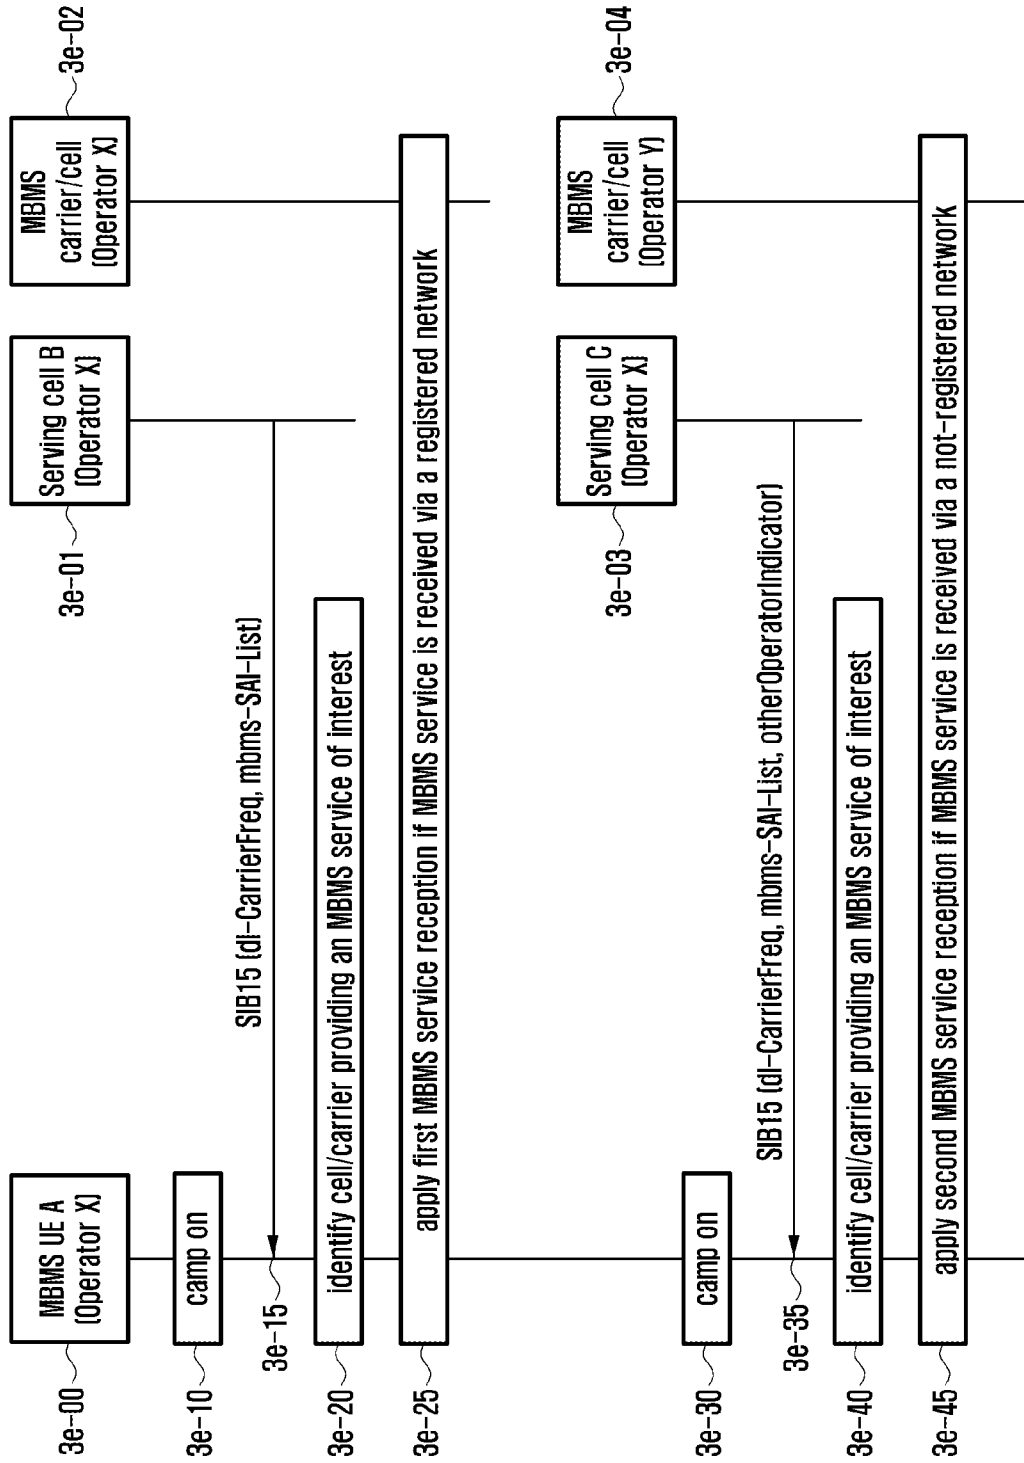 3e-00
MBMS UE A
(Operator X)
3e-01
Serving cell B
(Operator X)
MBMS
carrier/cell
(Operator X)
3e-02
3e-10
camp on
SIB15 (dl-CarrierFreq, mbms-SAI-List)
3e-15
3e-20
identify cell/carrier providing an MBMS service of interest
3e-25
apply first MBMS service reception if MBMS service is received via a registered network
3e-03
Serving cell C
(Operator X)
MBMS
carrier/cell
(Operator Y)
3e-04
3e-30
camp on
SIB15 (dl-CarrierFreq, mbms-SAI-List, otherOperatorIndicator)
3e-35
3e-40
identify cell/carrier providing an MBMS service of interest
3e-45
apply second MBMS service reception if MBMS service is received via a not-registered network